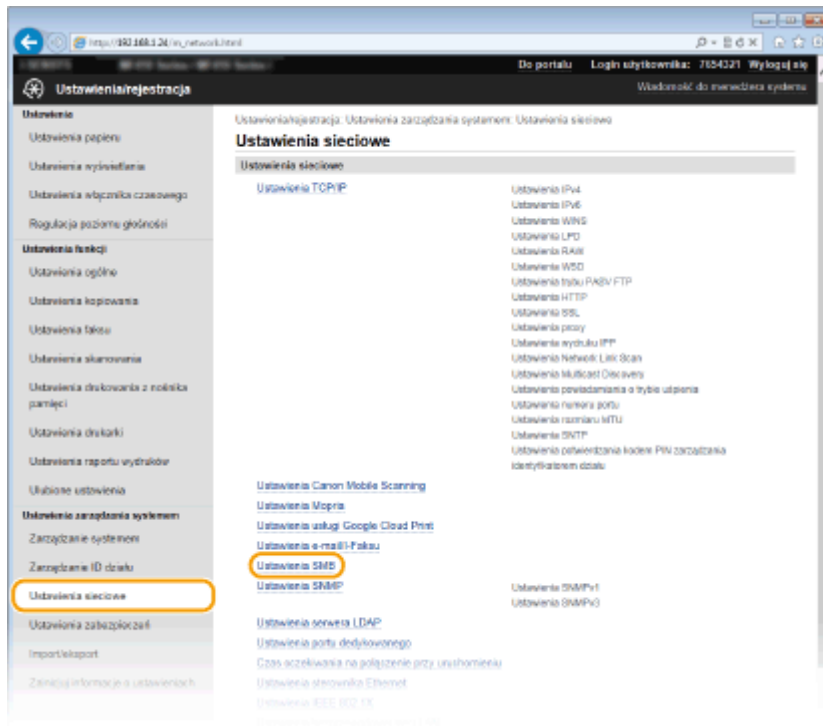 http://192.168.1.24/m_network.html
Do portalu Login użytkownika: 7654321 Wyloguj się
Ustawienia/rejestracja
Wiadomość do menedżera systemu
Ustawienia
Ustawienia papieru
Ustawienia wyświetlania
Ustawienia włącznika czasowego
Regulacja poziomu głośności
Ustawienia funkcji
Ustawienia ogólne
Ustawienia kopiowania
Ustawienia faksu
Ustawienia skanowania
Ustawienia drukowania z nośnika
pamięci
Ustawienia drukarki
Ustawienia raportu wydruków
Ulubione ustawienia
Ustawienia zarządzania systemem
Zarządzanie systemem
Zarządzanie ID działu
Ustawienia sieciowe
Ustawienia zabezpieczeń
Import/eksport
Zainicjuj informacje o ustawieniach
Ustawienia/rejestracja: Ustawienia zarządzania systemem: Ustawienia sieciowe
Ustawienia sieciowe
Ustawienia sieciowe
Ustawienia TCP/IP
Ustawienia IPv4
Ustawienia IPv6
Ustawienia WINS
Ustawienia LPD
Ustawienia RAW
Ustawienia WSD
Ustawienia trybu PASV FTP
Ustawienia HTTP
Ustawienia SSL
Ustawienia proxy
Ustawienia wydruku IPP
Ustawienia Network Link Scan
Ustawienia Multicast Discovery
Ustawienia powiadamiania o trybie uśpienia
Ustawienia numeru portu
Ustawienia rozmiaru MTU
Ustawienia SNTP
Ustawienia potwierdzania kodem PIN zarządzania
identyfikatorem działu
Ustawienia Canon Mobile Scanning
Ustawienia Mopria
Ustawienia usługi Google Cloud Print
Ustawienia e-mail/I-Faksu
Ustawienia SMB
Ustawienia SNMP
Ustawienia SNMPv1
Ustawienia SNMPv3
Ustawienia serwera LDAP
Ustawienia portu dedykowanego
Czas oczekiwania na połączenie przy uruchomieniu
Ustawienia sterownika Ethernet
Ustawienia IEEE 802.1X